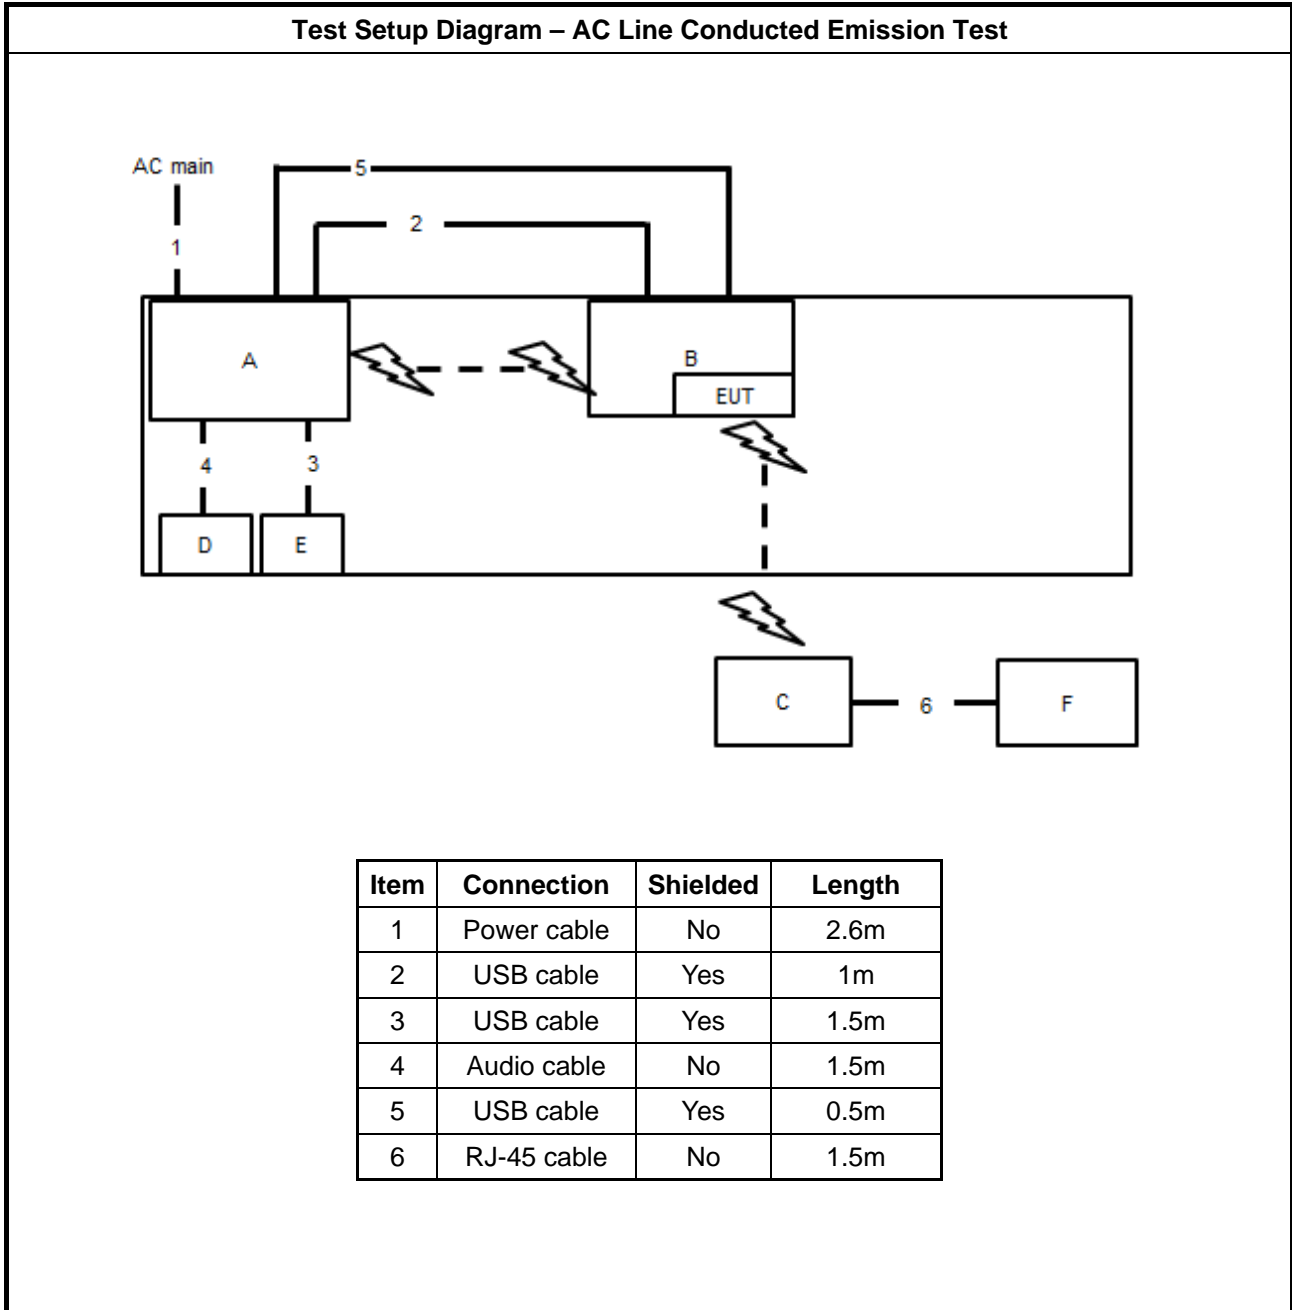 Test Setup Diagram – AC Line Conducted Emission Test
AC main
5
2
1
A
B
EUT
4
3
D
E
C
6
F
Item Connection Shielded Length
1 Power cable No 2.6m
2 USB cable Yes 1m
3 USB cable Yes 1.5m
4 Audio cable No 1.5m
5 USB cable Yes 0.5m
6 RJ-45 cable No 1.5m